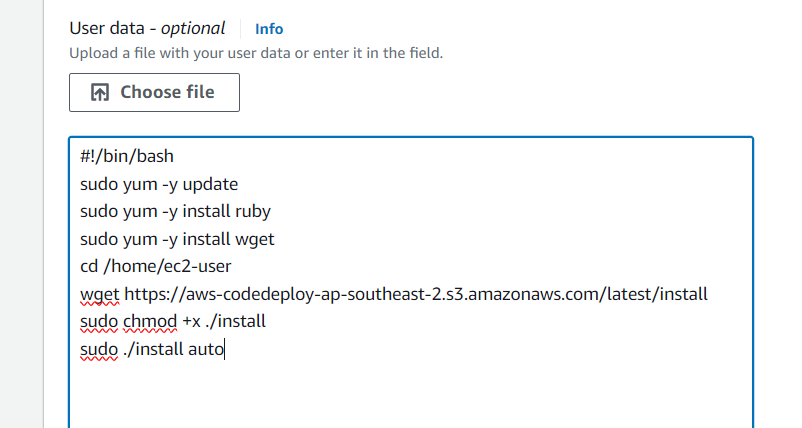 User data - optional Info
Upload a file with your user data or enter it in the field.
Choose file
#!/bin/bash
sudo yum -y update
sudo yum -y install ruby
sudo yum -y install wget
cd /home/ec2-user
wget https://aws-codedeploy-ap-southeast-2.s3.amazonaws.com/latest/install
sudo chmod +x ./install
sudo ./install auto